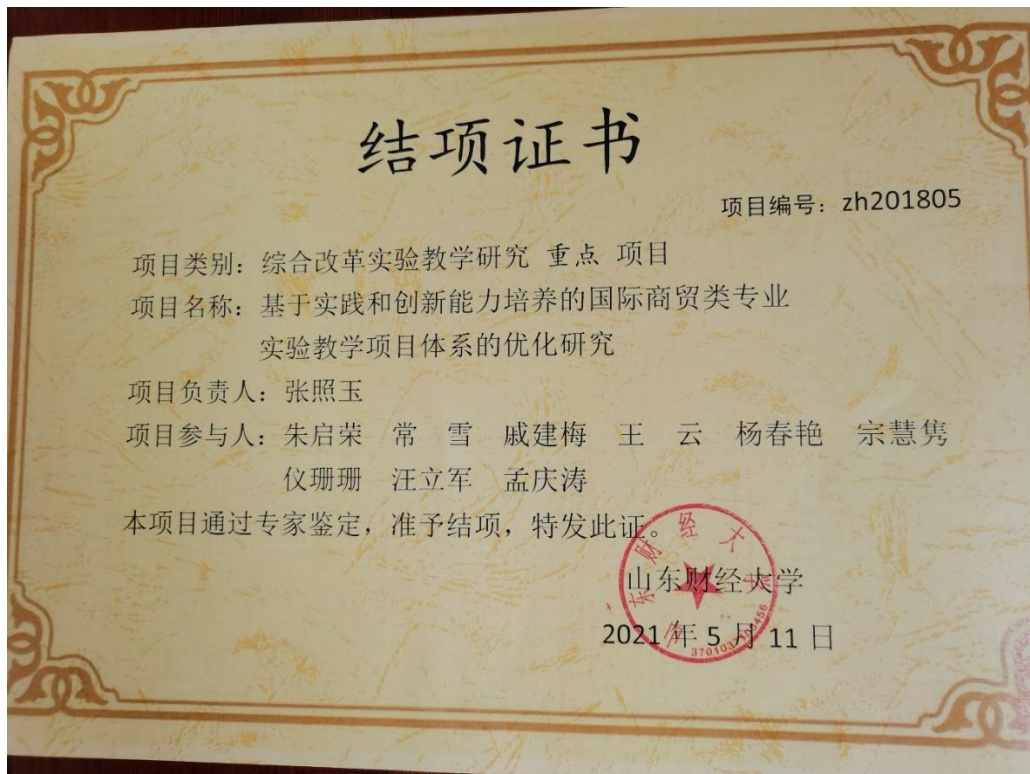 结项证书
项目编号：zh201805
项目类别：综合改革实验教学研究 重点 项目
项目名称：基于实践和创新能力培养的国际商贸类专业
实验教学项目体系的优化研究
项目负责人：张照玉
项目参与人：朱启荣 常 雪 戚建梅 王 云 杨春艳 宗慧隽
仪珊珊 汪立军 孟庆涛
本项目通过专家鉴定，准予结项，特发此证。
山东财经大学
2021 年 5 月 11 日
山东财经大学